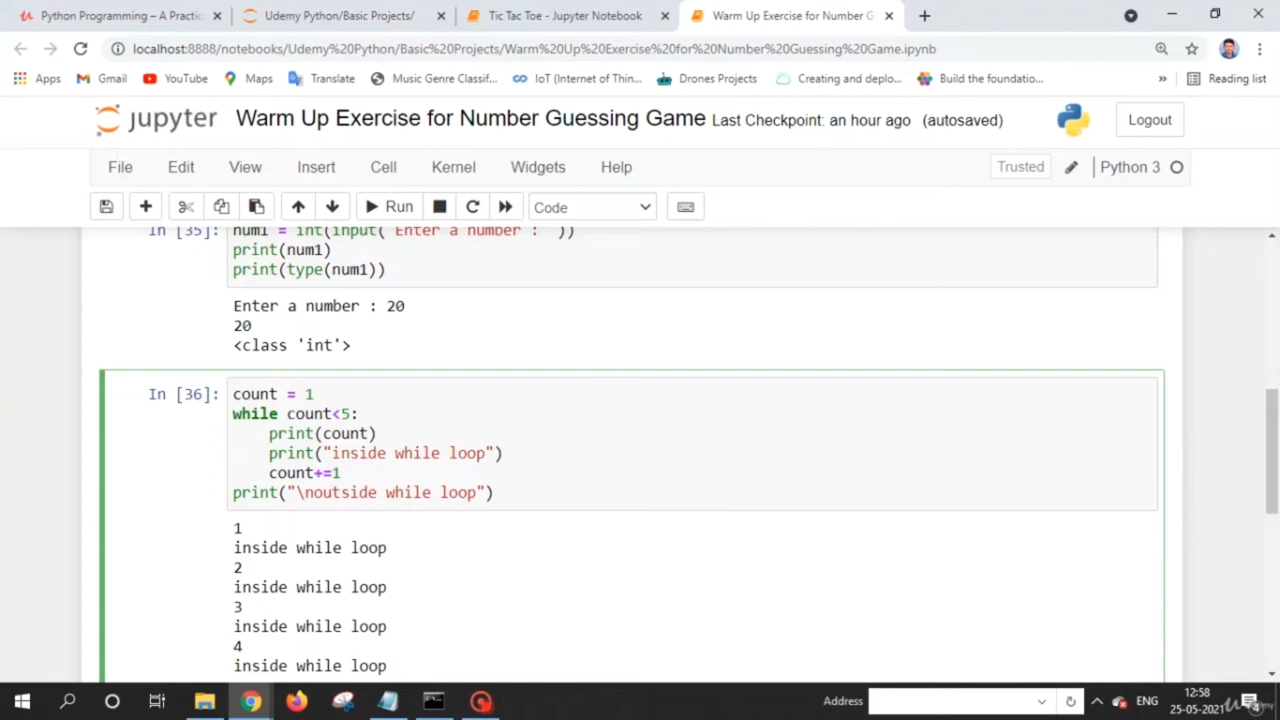 Python Programming – A Practic
Udemy Python/Basic Projects/
Tic Tac Toe - Jupyter Notebook
Warm Up Exercise for Number G
localhost:8888/notebooks/Udemy%20Python/Basic%20Projects/Warm%20Up%20Exercise%20for%20Number%20Guessing%20Game.ipynb
Apps Gmail YouTube Maps Translate Music Genre Classif... IoT (Internet of Thin... Drones Projects Creating and deplo... Build the foundatio... » Reading list
jupyter Warm Up Exercise for Number Guessing Game Last Checkpoint: an hour ago (autosaved) Logout
File Edit View Insert Cell Kernel Widgets Help Trusted Python 3
Run Code
In [35]: num1 = int(input("Enter a number : "))
print(num1)
print(type(num1))
Enter a number : 20
20
<class 'int'>
In [36]: count = 1
while count<5:
print(count)
print("inside while loop")
count+=1
print("\noutside while loop")
1
inside while loop
2
inside while loop
3
inside while loop
4
inside while loop
Address ENG 12:58
25-05-2021